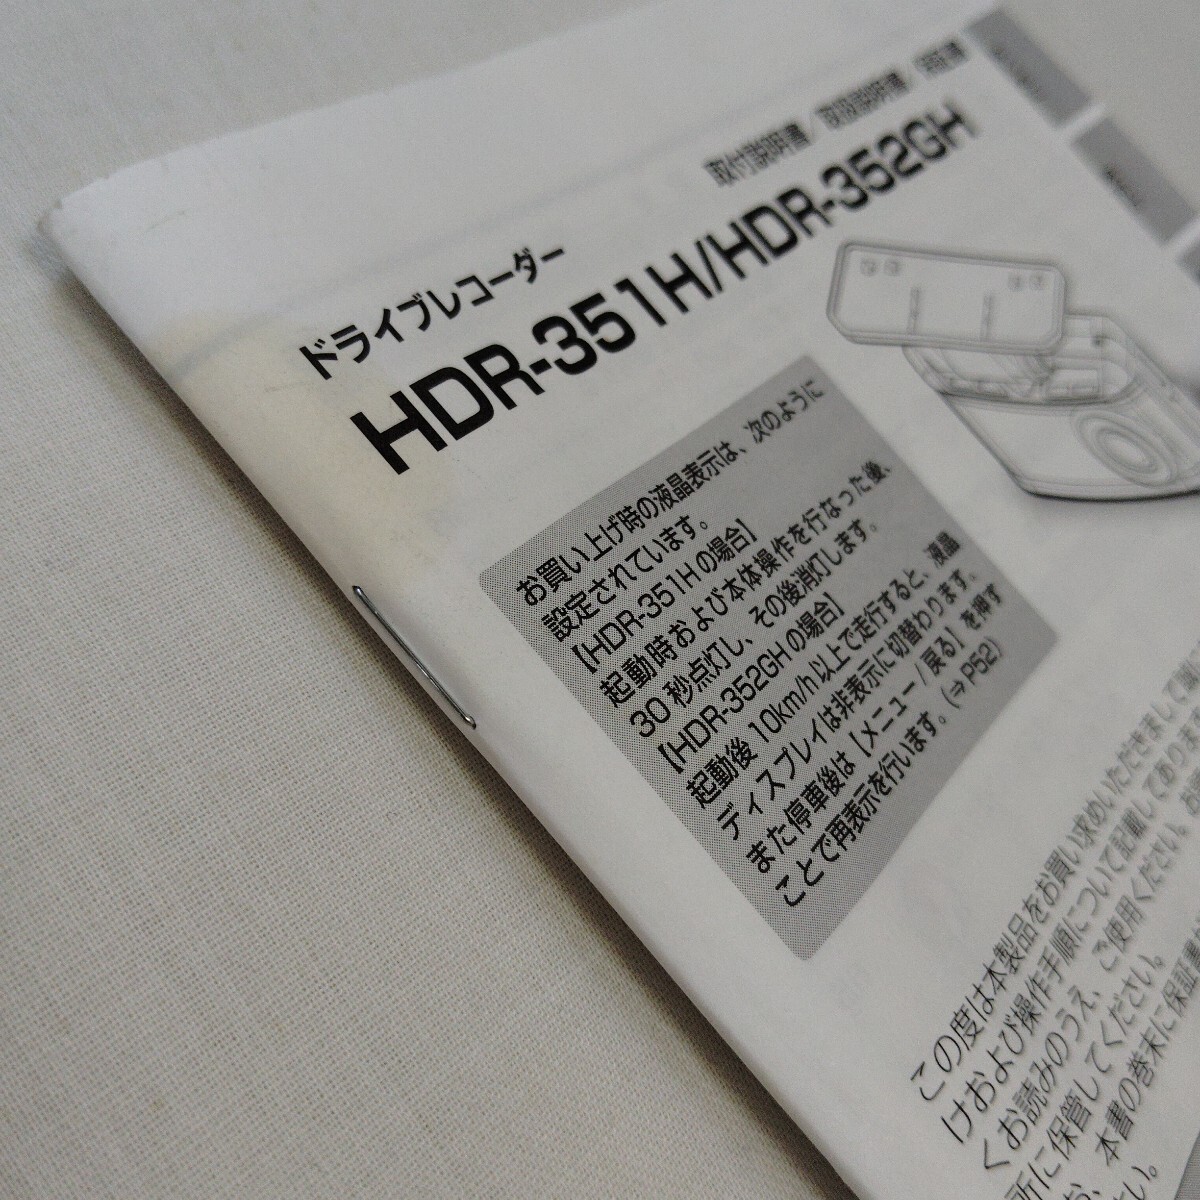 取付説明書/取扱説明書/保証書
ドライブレコーダー
HDR-351H/HDR-352GH
お買い上げ時の液晶表示は、次のように
設定されています。
【HDR-351Hの場合】
起動時および本体操作を行なった後、
30秒点灯し、その後消灯します。
【HDR-352GHの場合】
起動後10km/h以上で走行すると、液晶
ディスプレイは非表示に切替わります。
また停車後は【メニュー/戻る】を押す
ことで再表示を行います。(⇒P52)
この度は本製品をお買い求めいただきまして誠に
けおよび操作手順について記載してあります
くお読みのうえ、ご使用ください。
所に保管してください。
本書の巻末に保証書
い。